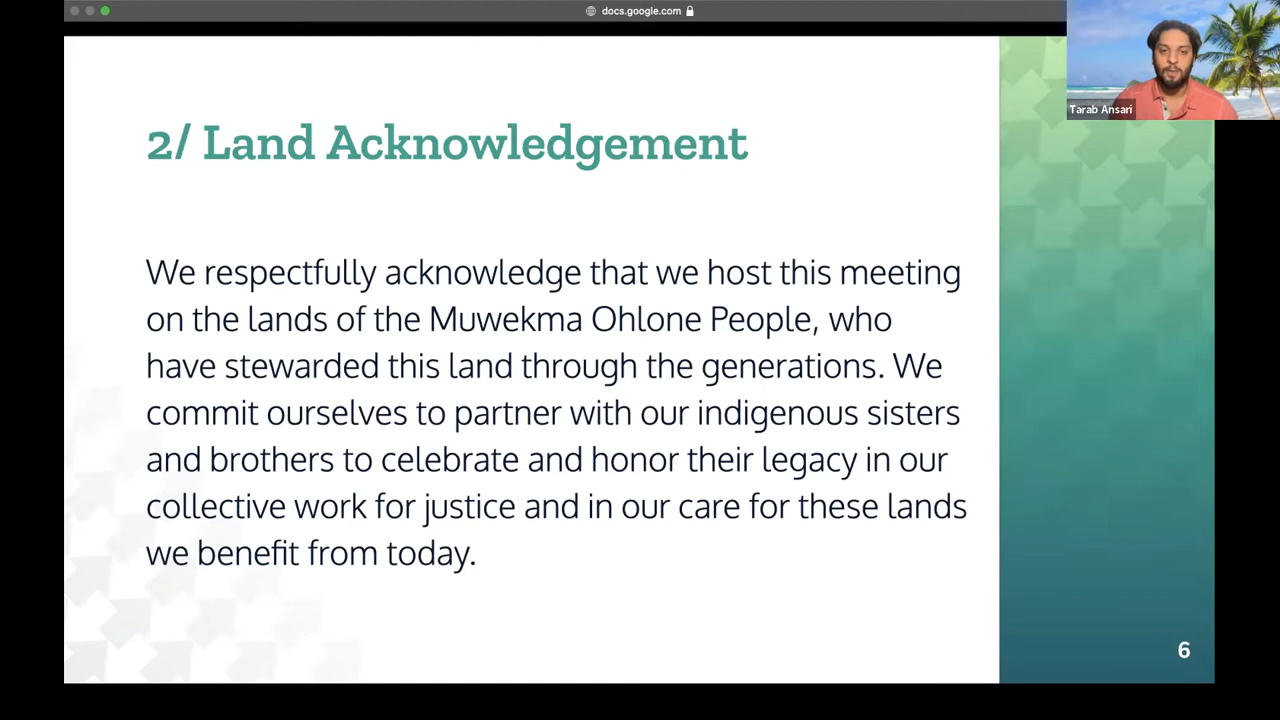 docs.google.com
Tarab Ansari
2/ Land Acknowledgement
We respectfully acknowledge that we host this meeting
on the lands of the Muwekma Ohlone People, who
have stewarded this land through the generations. We
commit ourselves to partner with our indigenous sisters
and brothers to celebrate and honor their legacy in our
collective work for justice and in our care for these lands
we benefit from today.
6